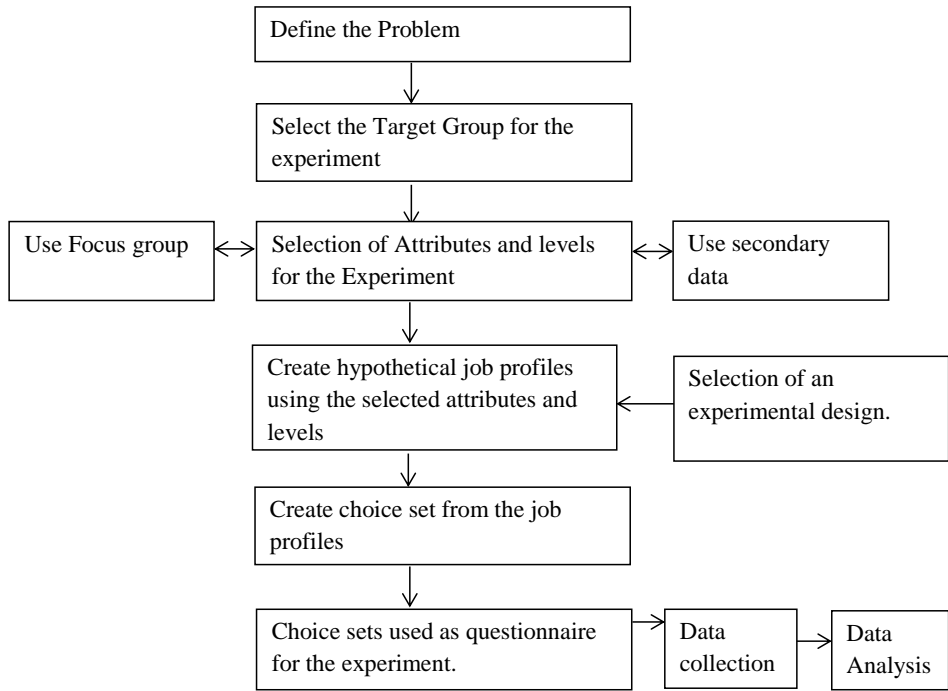 Define the Problem
Select the Target Group for the
experiment
Use Focus group
Selection of Attributes and levels
for the Experiment
Use secondary
data
Create hypothetical job profiles
using the selected attributes and
levels
Selection of an
experimental design.
Create choice set from the job
profiles
Choice sets used as questionnaire
for the experiment.
Data
collection
Data
Analysis